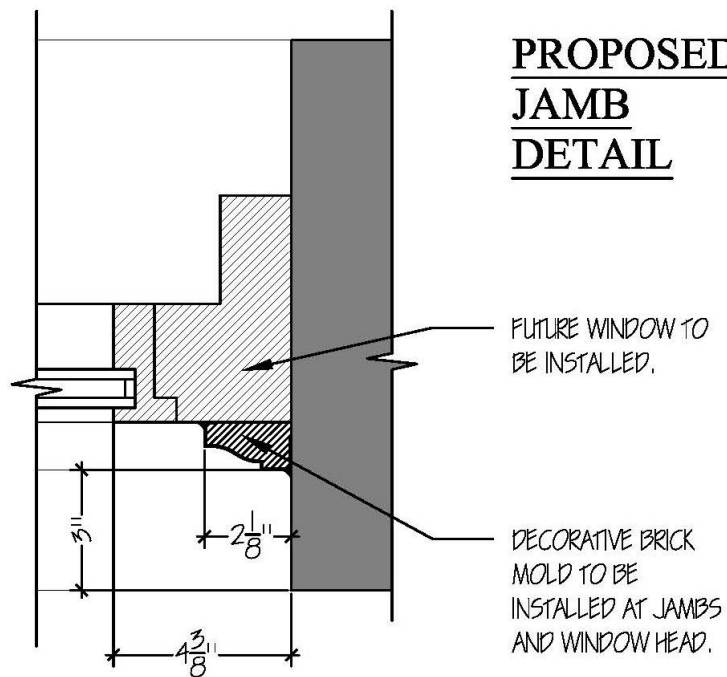 PROPOSED
JAMB
DETAIL
FUTURE WINDOW TO
BE INSTALLED.
3"
2 1/8"
DECORATIVE BRICK
MOLD TO BE
INSTALLED AT JAMBS
AND WINDOW HEAD.
4 3/8"